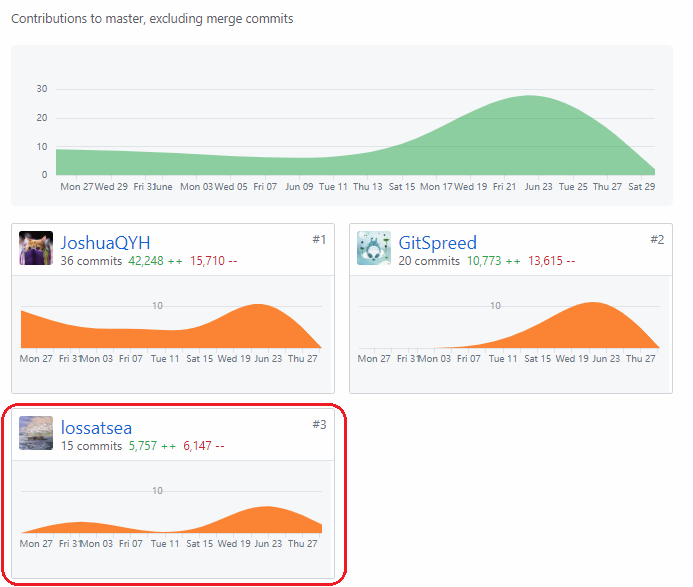 Contributions to master, excluding merge commits
30
20
10
0
Mon 27 Wed 29 Fri 31 June Mon 03 Wed 05 Fri 07 Jun 09 Tue 11 Thu 13 Sat 15 Mon 17 Wed 19 Fri 21 Jun 23 Tue 25 Thu 27 Sat 29
JoshuaQYH #1
36 commits 42,248 ++ 15,710 --
10
Mon 27 Fri 31 Mon 03 Fri 07 Tue 11 Sat 15 Wed 19 Jun 23 Thu 27
GitSpreed #2
20 commits 10,773 ++ 13,615 --
10
Mon 27 Fri 31 Mon 03 Fri 07 Tue 11 Sat 15 Wed 19 Jun 23 Thu 27
lossatsea #3
15 commits 5,757 ++ 6,147 --
10
Mon 27 Fri 31 Mon 03 Fri 07 Tue 11 Sat 15 Wed 19 Jun 23 Thu 27